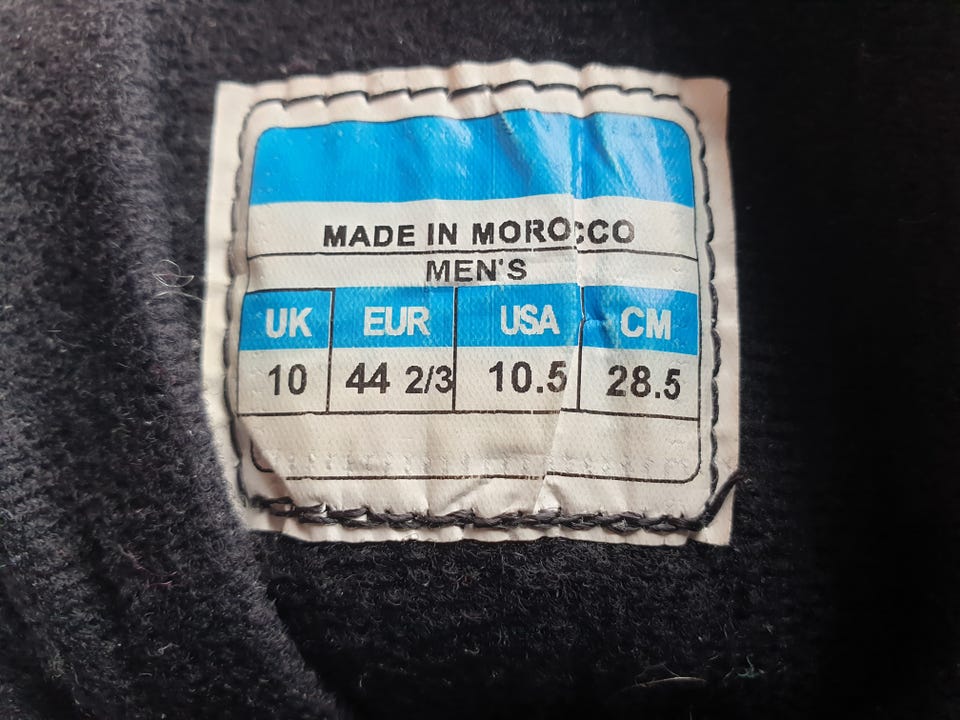 MADE IN MOROCCO
MEN'S
UK EUR USA CM
10 44 2/3 10.5 28.5